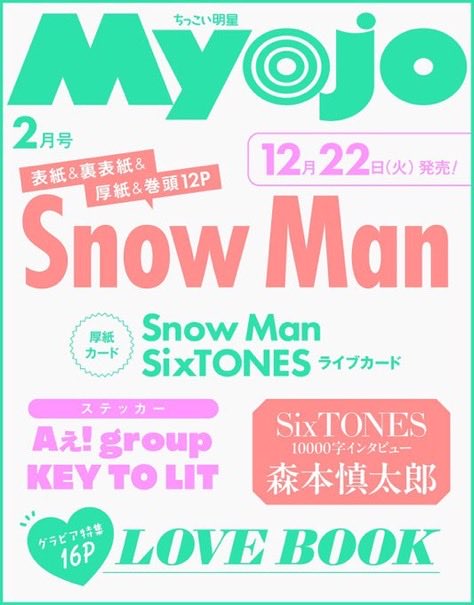 ちっこい明星
Myojo
2月号
12月22日(火)発売!
表紙&裏表紙&
厚紙&巻頭12P
Snow Man
厚紙
カード
Snow Man
SixTONES ライブカード
ステッカー
Aぇ! group
KEY TO LIT
SixTONES
10000字インタビュー
森本慎太郎
グラビア特集
16P
LOVE BOOK